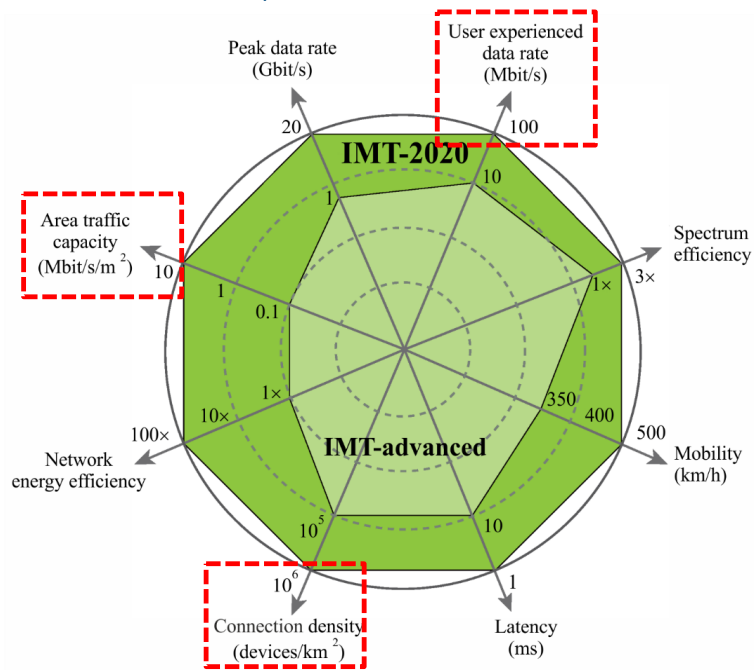 Peak data rate
(Gbit/s)
User experienced
data rate
(Mbit/s)
20
100
IMT-2020
1
10
Area traffic
capacity
(Mbit/s/m²)
10
1
0.1
Spectrum
efficiency
1×
3×
1×
10×
100×
350
400
500
Network
energy efficiency
IMT-advanced
Mobility
(km/h)
10⁵
10
10⁶
1
Connection density
(devices/km²)
Latency
(ms)